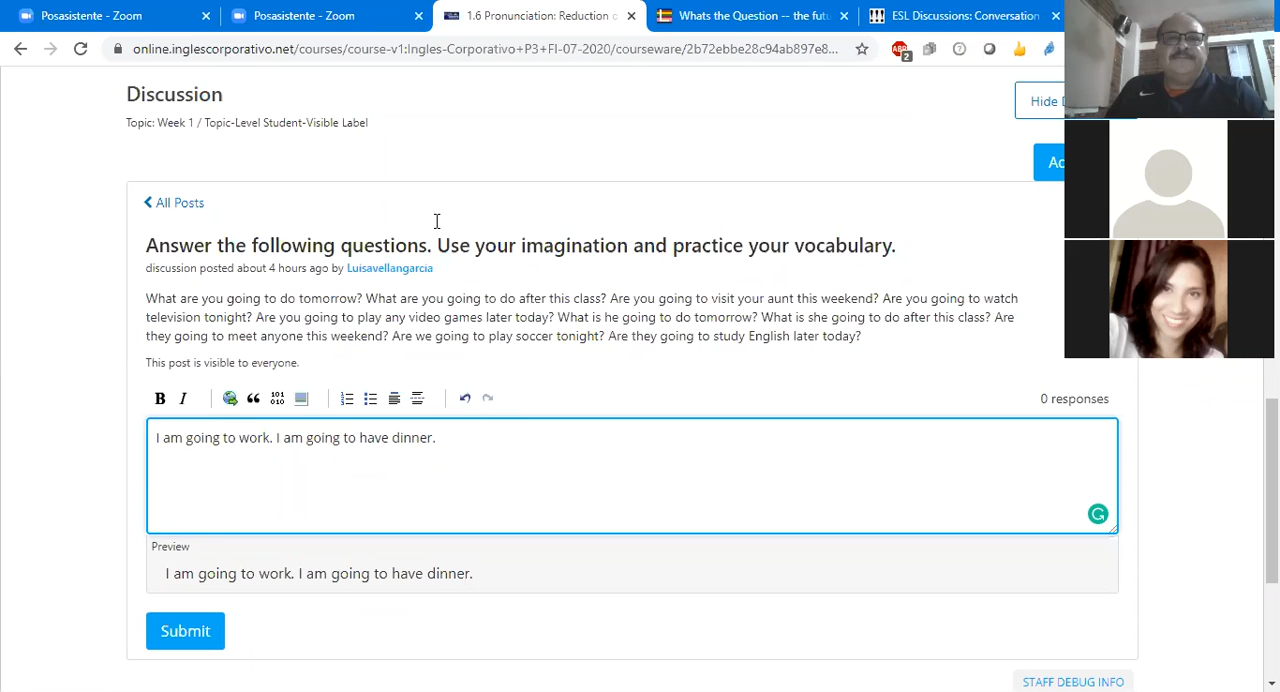 Posasistente - Zoom
Posasistente - Zoom
1.6 Pronunciation: Reduction o
Whats the Question -- the futu
ESL Discussions: Conversation
online.inglescorporativo.net/courses/course-v1:Ingles-Corporativo+P3+FI-07-2020/courseware/2b72ebbe28c94ab897e8...
ABP
2
Discussion
Hide
Topic: Week 1 / Topic-Level Student-Visible Label
All Posts
Answer the following questions. Use your imagination and practice your vocabulary.
discussion posted about 4 hours ago by Luisavellangarcia
What are you going to do tomorrow? What are you going to do after this class? Are you going to visit your aunt this weekend? Are you going to watch
television tonight? Are you going to play any video games later today? What is he going to do tomorrow? What is she going to do after this class? Are
they going to meet anyone this weekend? Are we going to play soccer tonight? Are they going to study English later today?
This post is visible to everyone.
B I
101
010
0 responses
I am going to work. I am going to have dinner.
Preview
I am going to work. I am going to have dinner.
Submit
STAFF DEBUG INFO